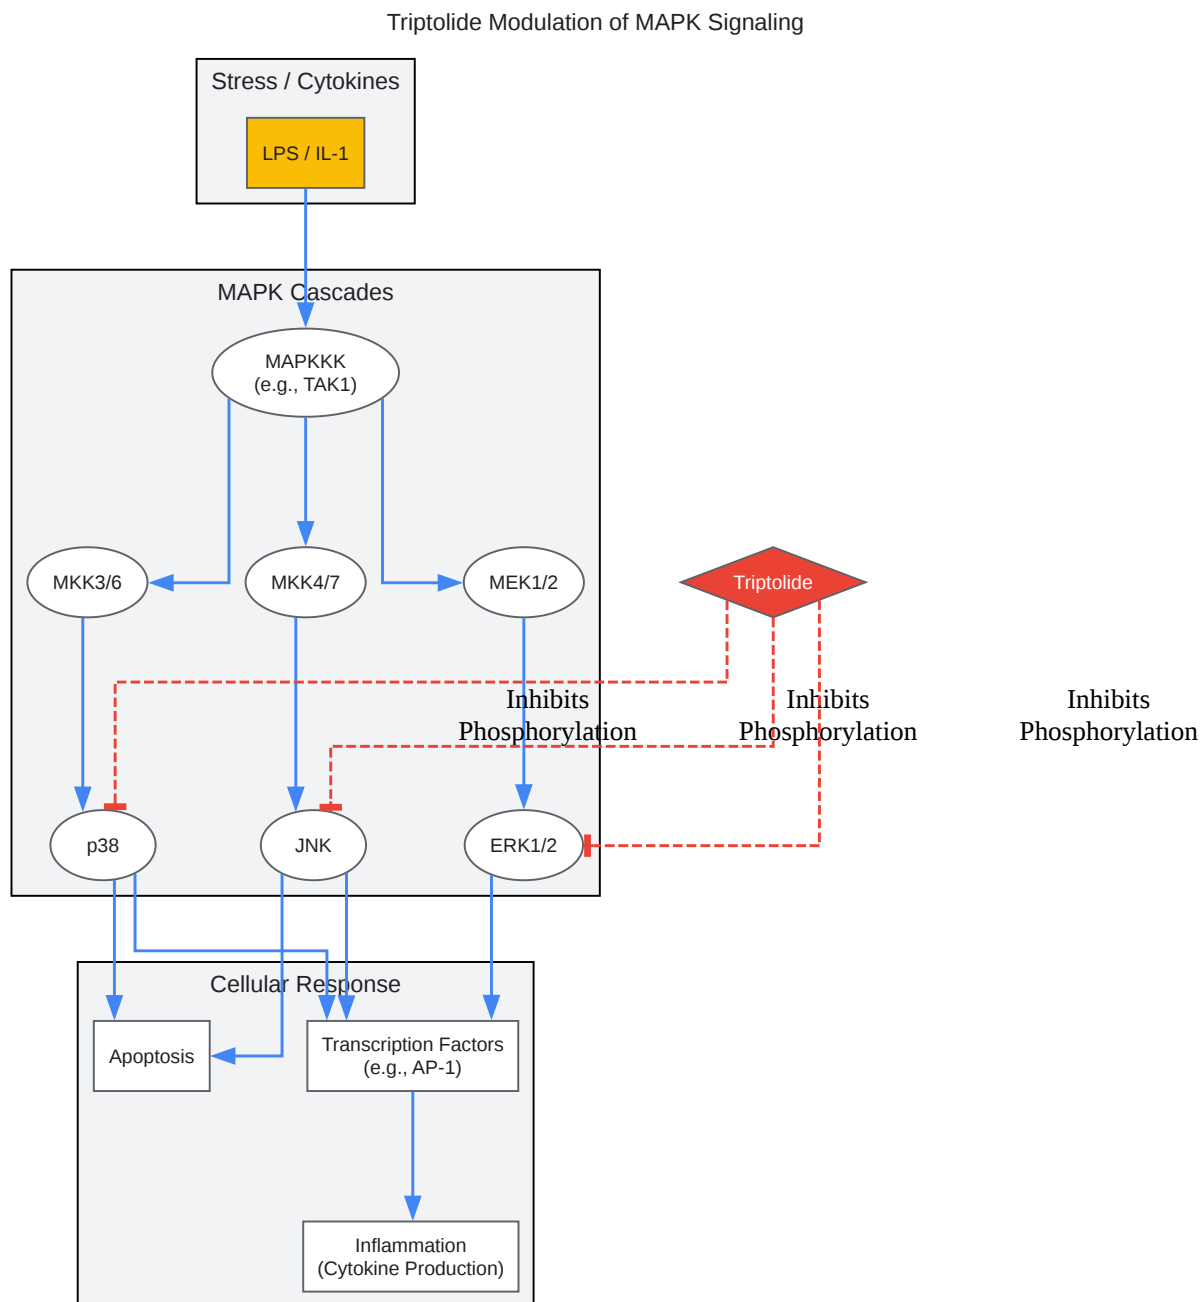 Triptolide Modulation of MAPK Signaling
Stress / Cytokines
LPS / IL-1
MAPK Cascades
MAPKKK
(e.g., TAK1)
MKK3/6
MKK4/7
MEK1/2
Triptolide
Inhibits
Phosphorylation
Inhibits
Phosphorylation
Inhibits
Phosphorylation
p38
JNK
ERK1/2
Cellular Response
Apoptosis
Transcription Factors
(e.g., AP-1)
Inflammation
(Cytokine Production)